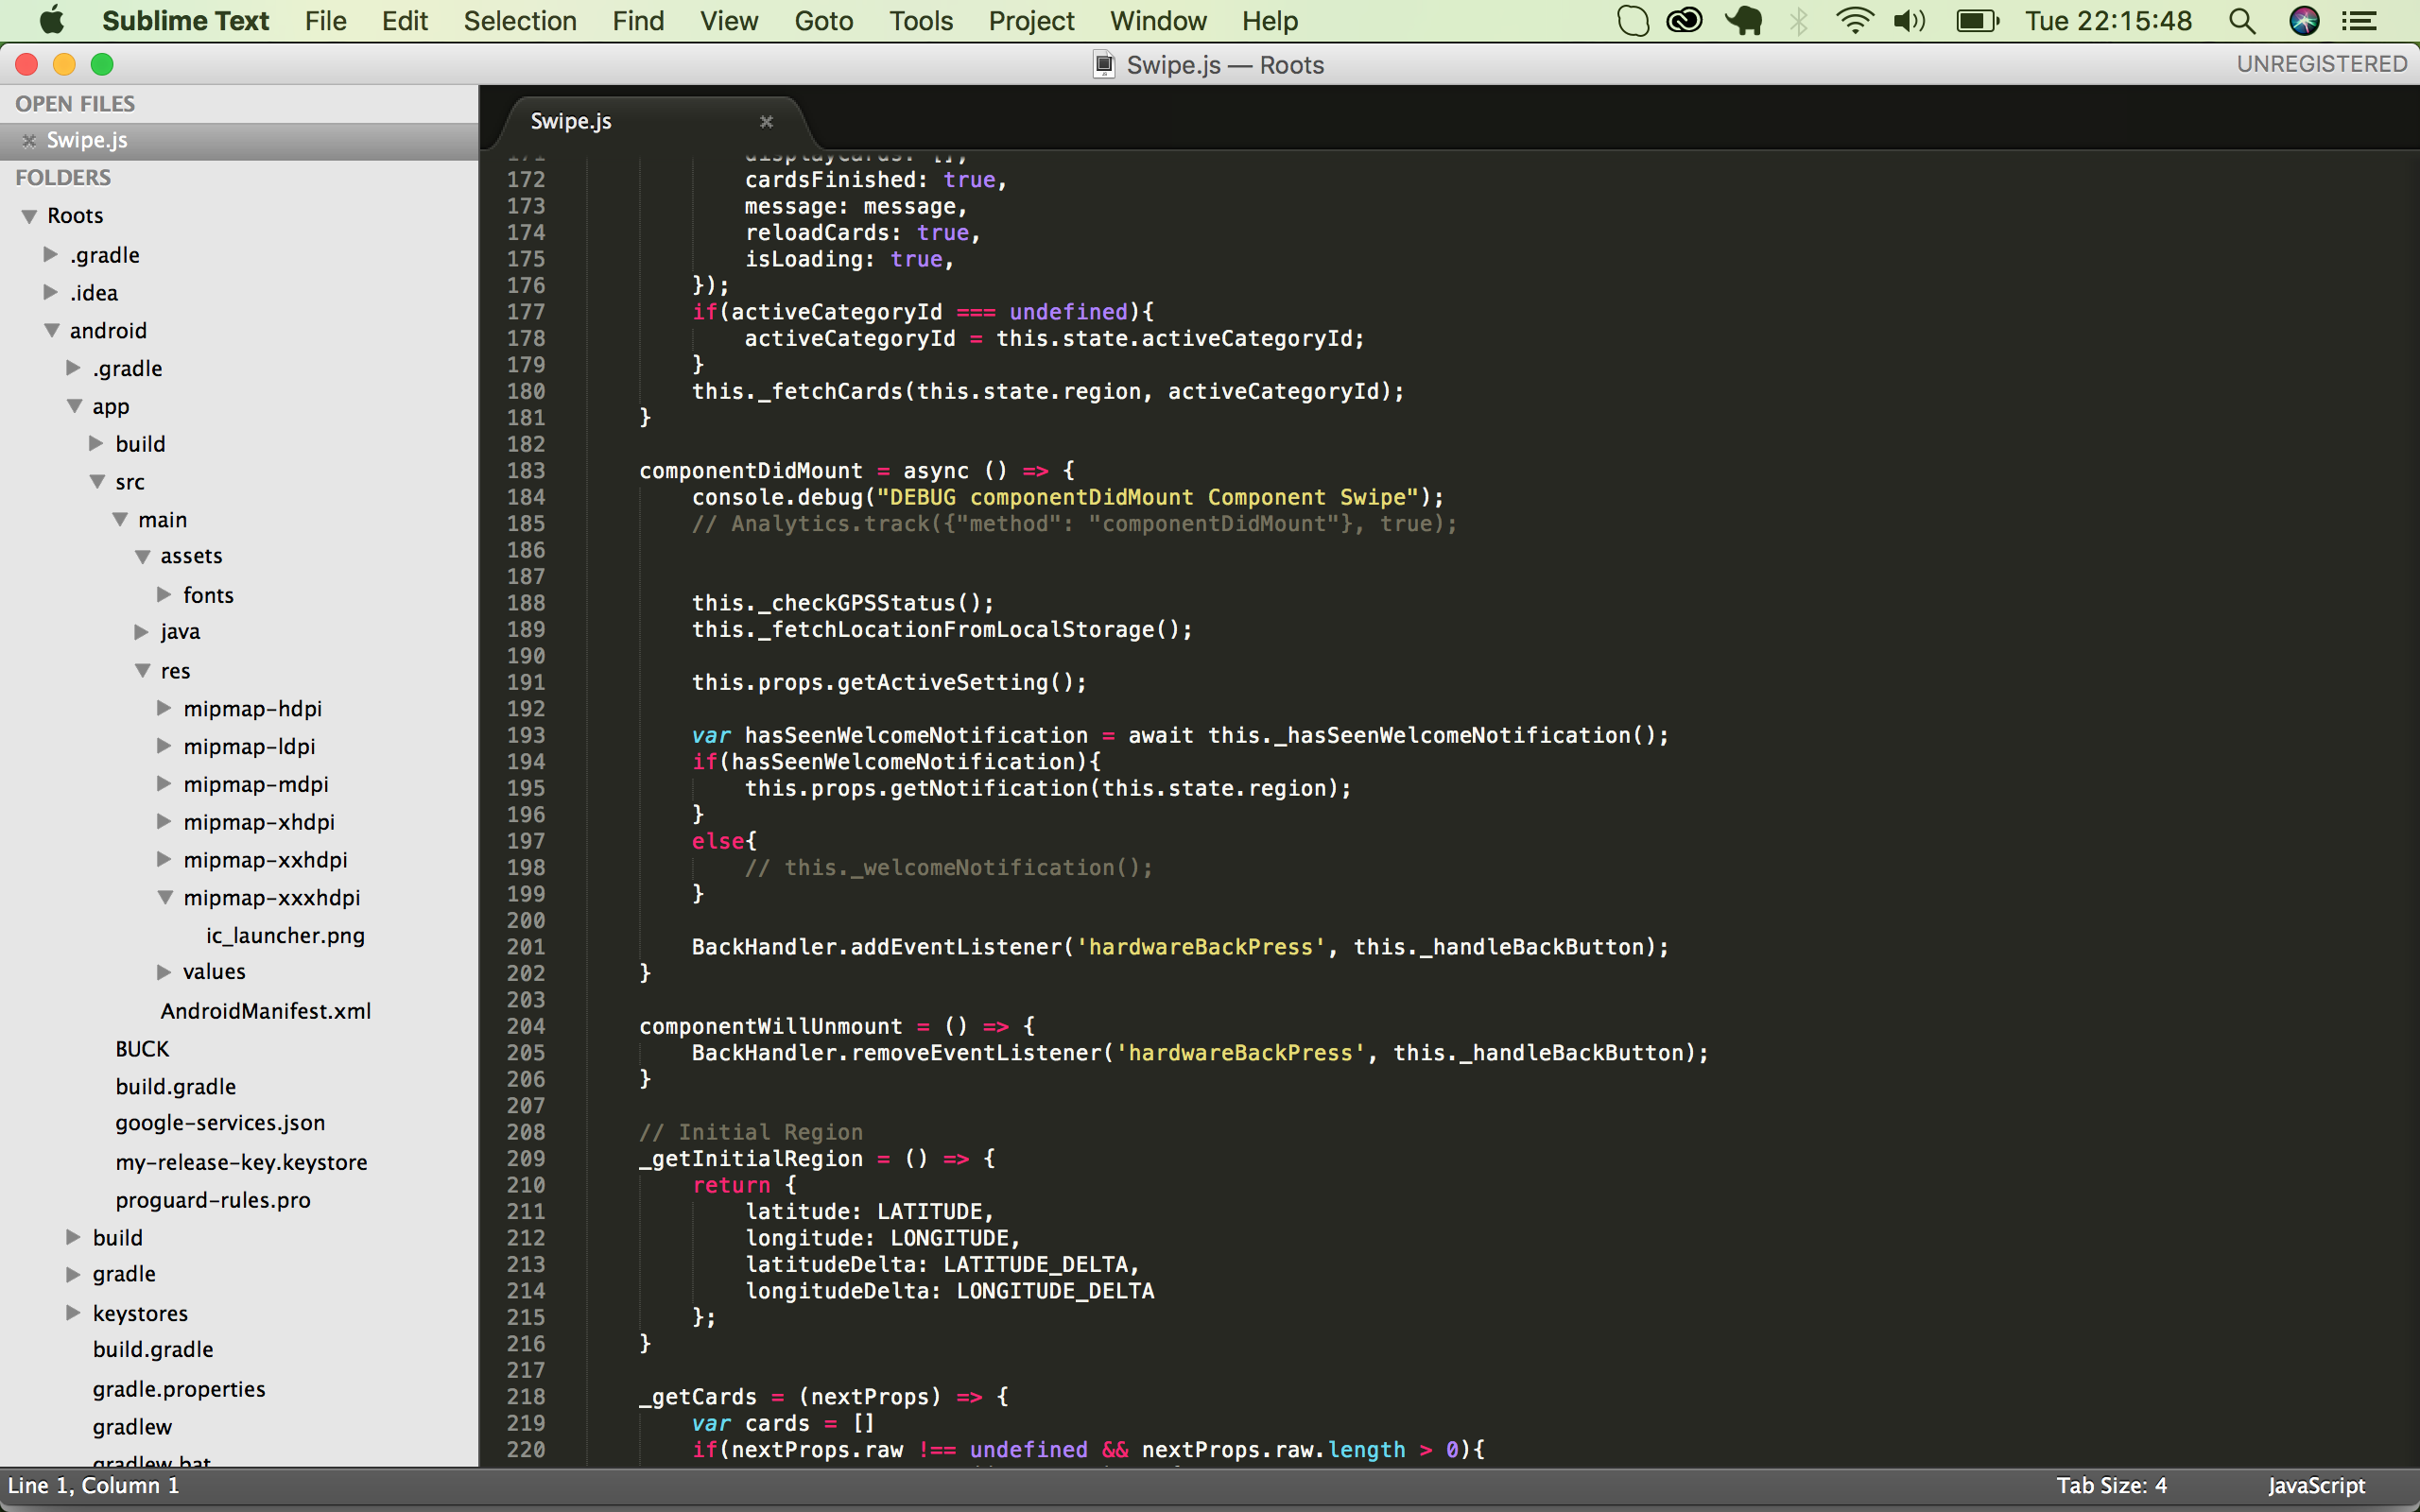 Sublime Text File Edit Selection Find View Goto Tools Project Window Help Tue 22:15:48
Swipe.js — Roots UNREGISTERED
OPEN FILES
Swipe.js
FOLDERS
Roots
.gradle
.idea
android
.gradle
app
build
src
main
assets
fonts
java
res
mipmap-hdpi
mipmap-ldpi
mipmap-mdpi
mipmap-xhdpi
mipmap-xxhdpi
mipmap-xxxhdpi
ic_launcher.png
values
AndroidManifest.xml
BUCK
build.gradle
google-services.json
my-release-key.keystore
proguard-rules.pro
build
gradle
keystores
build.gradle
gradle.properties
gradlew
gradlew.bat
Swipe.js
171 displayCards: [],
172 cardsFinished: true,
173 message: message,
174 reloadCards: true,
175 isLoading: true,
176 });
177 if(activeCategoryId === undefined){
178 activeCategoryId = this.state.activeCategoryId;
179 }
180 this._fetchCards(this.state.region, activeCategoryId);
181 }
182
183 componentDidMount = async () => {
184 console.debug("DEBUG componentDidMount Component Swipe");
185 // Analytics.track({"method": "componentDidMount"}, true);
186
187
188 this._checkGPSStatus();
189 this._fetchLocationFromLocalStorage();
190
191 this.props.getActiveSetting();
192
193 var hasSeenWelcomeNotification = await this._hasSeenWelcomeNotification();
194 if(hasSeenWelcomeNotification){
195 this.props.getNotification(this.state.region);
196 }
197 else{
198 // this._welcomeNotification();
199 }
200
201 BackHandler.addEventListener('hardwareBackPress', this._handleBackButton);
202 }
203
204 componentWillUnmount = () => {
205 BackHandler.removeEventListener('hardwareBackPress', this._handleBackButton);
206 }
207
208 // Initial Region
209 _getInitialRegion = () => {
210 return {
211 latitude: LATITUDE,
212 longitude: LONGITUDE,
213 latitudeDelta: LATITUDE_DELTA,
214 longitudeDelta: LONGITUDE_DELTA
215 };
216 }
217
218 _getCards = (nextProps) => {
219 var cards = []
220 if(nextProps.raw !== undefined && nextProps.raw.length > 0){
Line 1, Column 1 Tab Size: 4 JavaScript